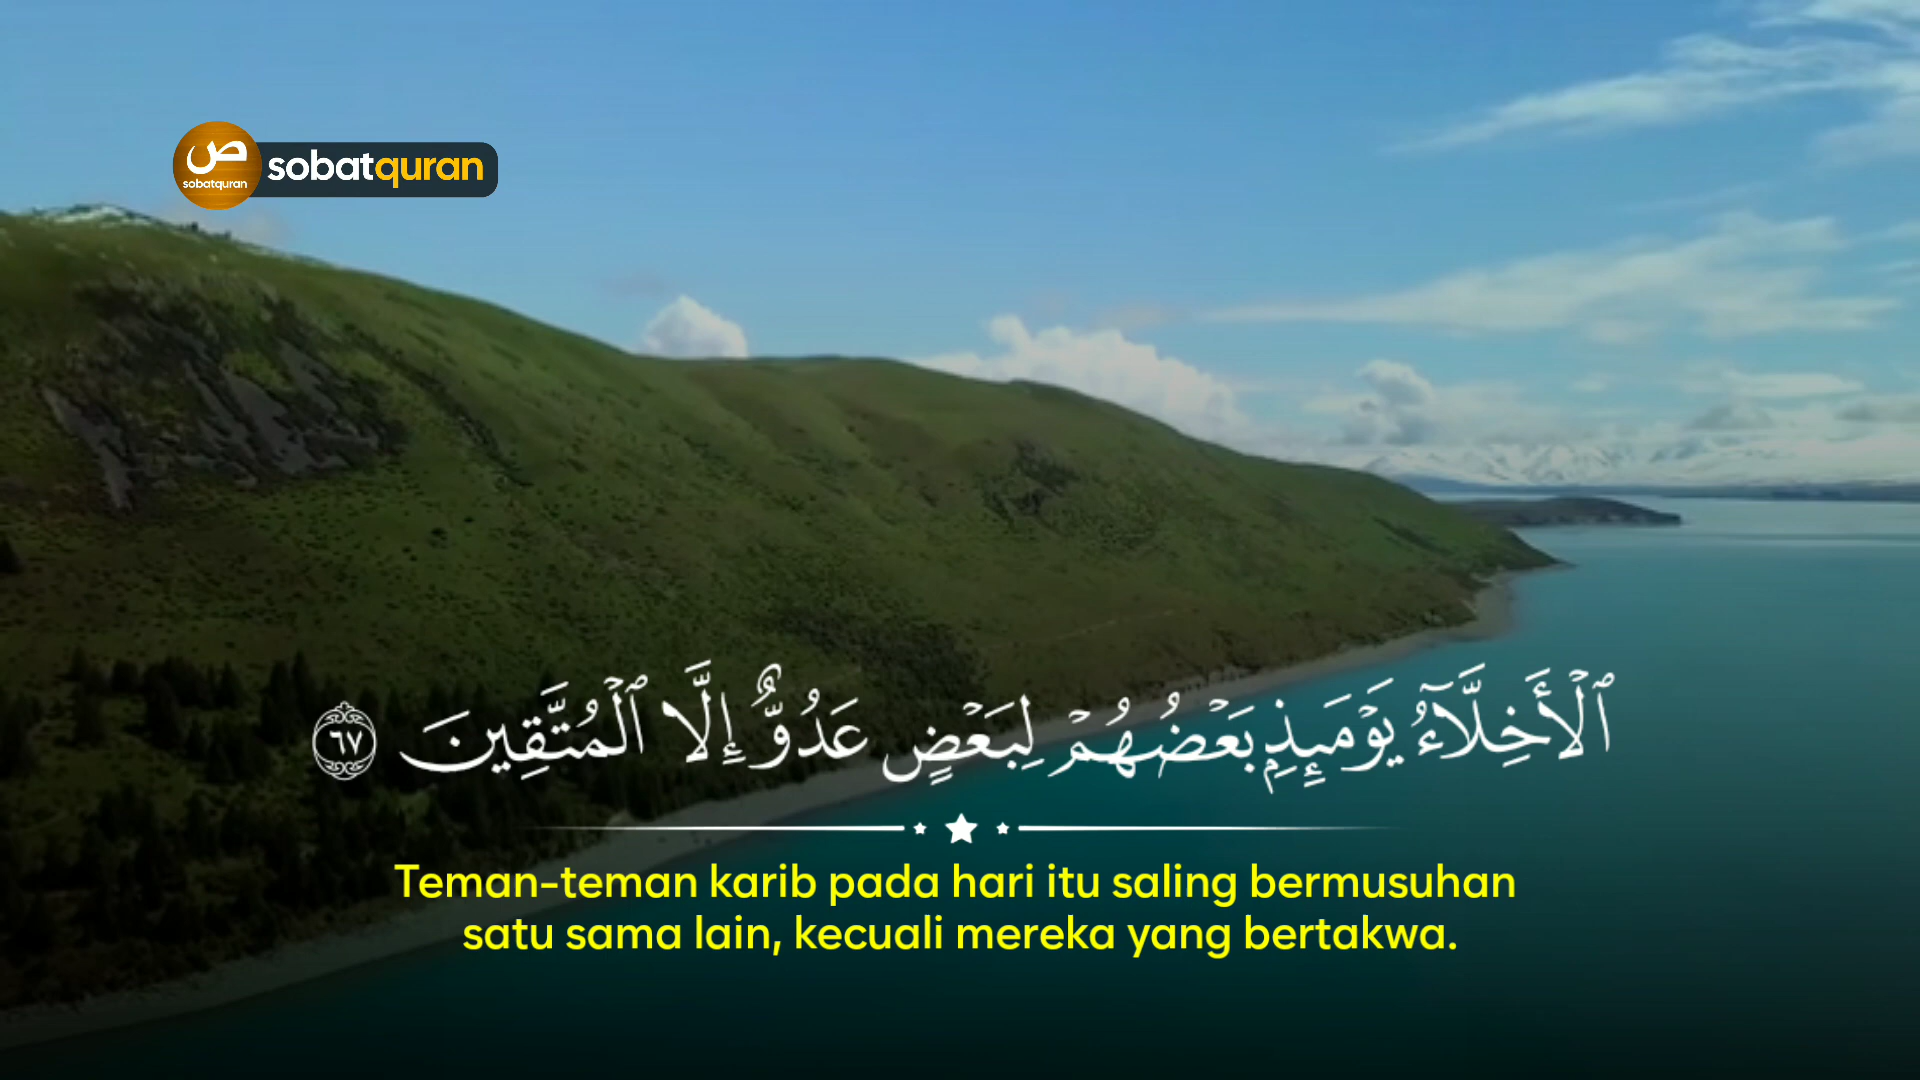 ص
sobatquran
sobatquran
ٱلْأَخِلَّآءُ يَوْمَئِذٍۭ بَعْضُهُمْ لِبَعْضٍ عَدُوٌّ إِلَّا ٱلْمُتَّقِينَ ٦٧
Teman-teman karib pada hari itu saling bermusuhan
satu sama lain, kecuali mereka yang bertakwa.